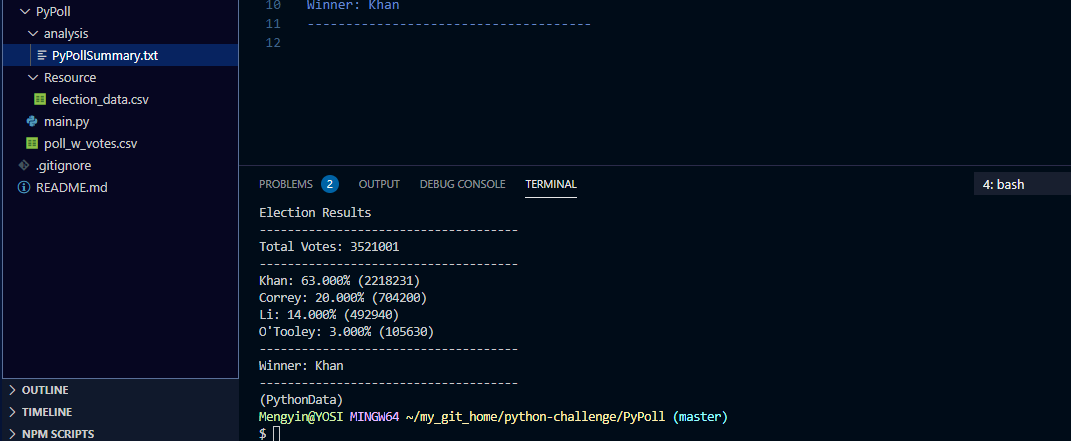 PyPoll
analysis
PyPollSummary.txt
Resource
election_data.csv
main.py
poll_w_votes.csv
.gitignore
README.md
OUTLINE
TIMELINE
NPM SCRIPTS
10 Winner: Khan
11 -------------------------------------
12
PROBLEMS 2 OUTPUT DEBUG CONSOLE TERMINAL 4: bash
Election Results
-------------------------------------
Total Votes: 3521001
-------------------------------------
Khan: 63.000% (2218231)
Correy: 20.000% (704200)
Li: 14.000% (492940)
O'Tooley: 3.000% (105630)
-------------------------------------
Winner: Khan
-------------------------------------
(PythonData)
Mengyin@YOSI MINGW64 ~/my_git_home/python-challenge/PyPoll (master)
$